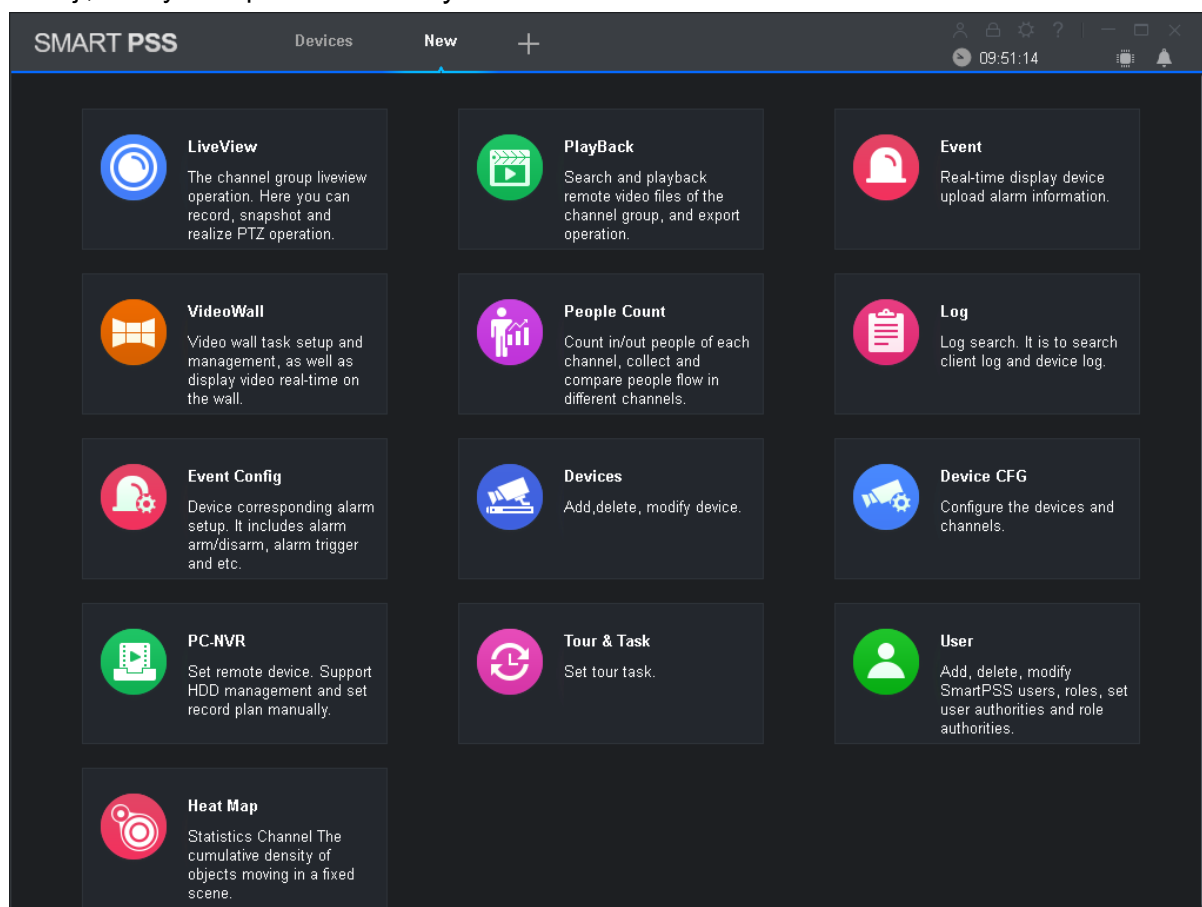 SMART PSS
Devices
New
09:51:14
LiveView
The channel group liveview
operation. Here you can
record, snapshot and
realize PTZ operation.
PlayBack
Search and playback
remote video files of the
channel group, and export
operation.
Event
Real-time display device
upload alarm information.
VideoWall
Video wall task setup and
management, as well as
display video real-time on
the wall.
People Count
Count in/out people of each
channel, collect and
compare people flow in
different channels.
Log
Log search. It is to search
client log and device log.
Event Config
Device corresponding alarm
setup. It includes alarm
arm/disarm, alarm trigger
and etc.
Devices
Add,delete, modify device.
Device CFG
Configure the devices and
channels.
PC-NVR
Set remote device. Support
HDD management and set
record plan manually.
Tour & Task
Set tour task.
User
Add, delete, modify
SmartPSS users, roles, set
user authorities and role
authorities.
Heat Map
Statistics Channel The
cumulative density of
objects moving in a fixed
scene.